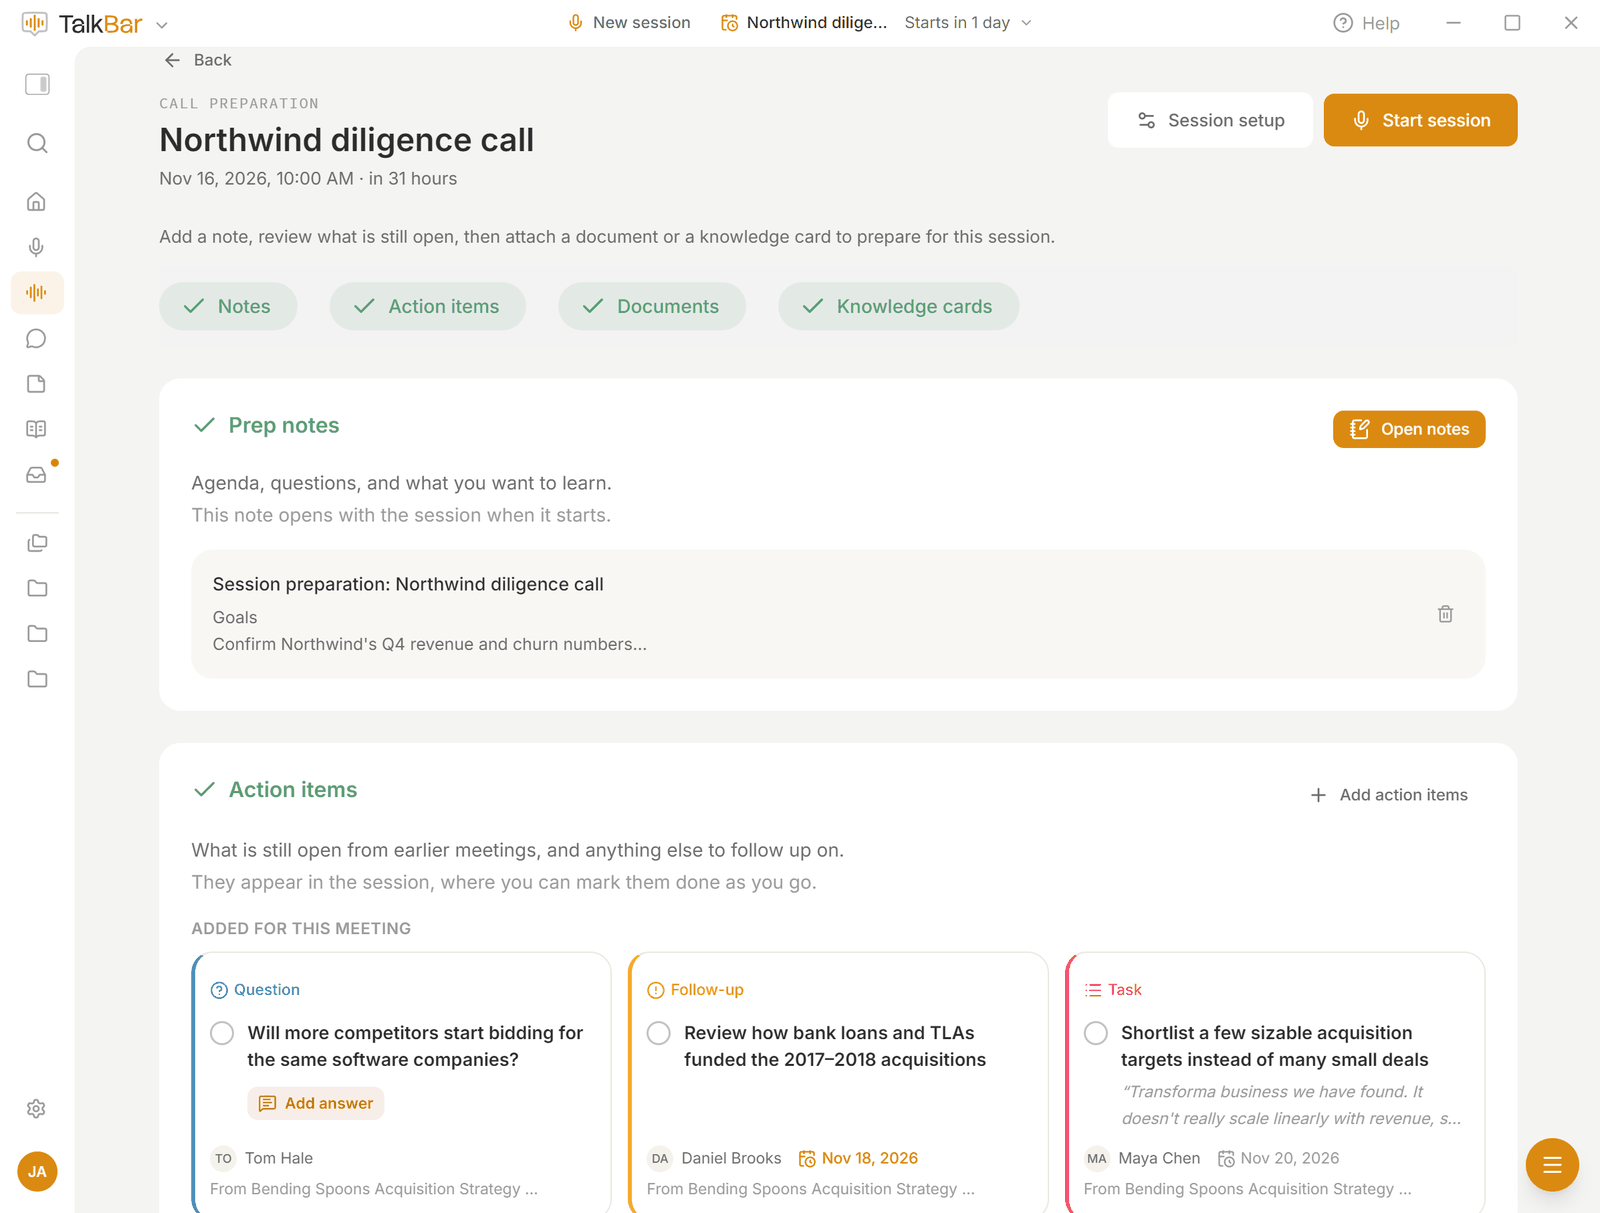 TalkBar
New session
Northwind dilige...
Starts in 1 day
Help
Back
CALL PREPARATION
Northwind diligence call
Nov 16, 2026, 10:00 AM · in 31 hours
Session setup
Start session
Add a note, review what is still open, then attach a document or a knowledge card to prepare for this session.
Notes
Action items
Documents
Knowledge cards
Prep notes
Open notes
Agenda, questions, and what you want to learn.
This note opens with the session when it starts.
Session preparation: Northwind diligence call
Goals
Confirm Northwind's Q4 revenue and churn numbers...
Action items
Add action items
What is still open from earlier meetings, and anything else to follow up on.
They appear in the session, where you can mark them done as you go.
ADDED FOR THIS MEETING
Question
Will more competitors start bidding for
the same software companies?
Add answer
TO Tom Hale
From Bending Spoons Acquisition Strategy ...
Follow-up
Review how bank loans and TLAs
funded the 2017–2018 acquisitions
DA Daniel Brooks Nov 18, 2026
From Bending Spoons Acquisition Strategy ...
Task
Shortlist a few sizable acquisition
targets instead of many small deals
“Transforma business we have found. It
doesn't really scale linearly with revenue, s...
MA Maya Chen Nov 20, 2026
From Bending Spoons Acquisition Strategy ...
JA